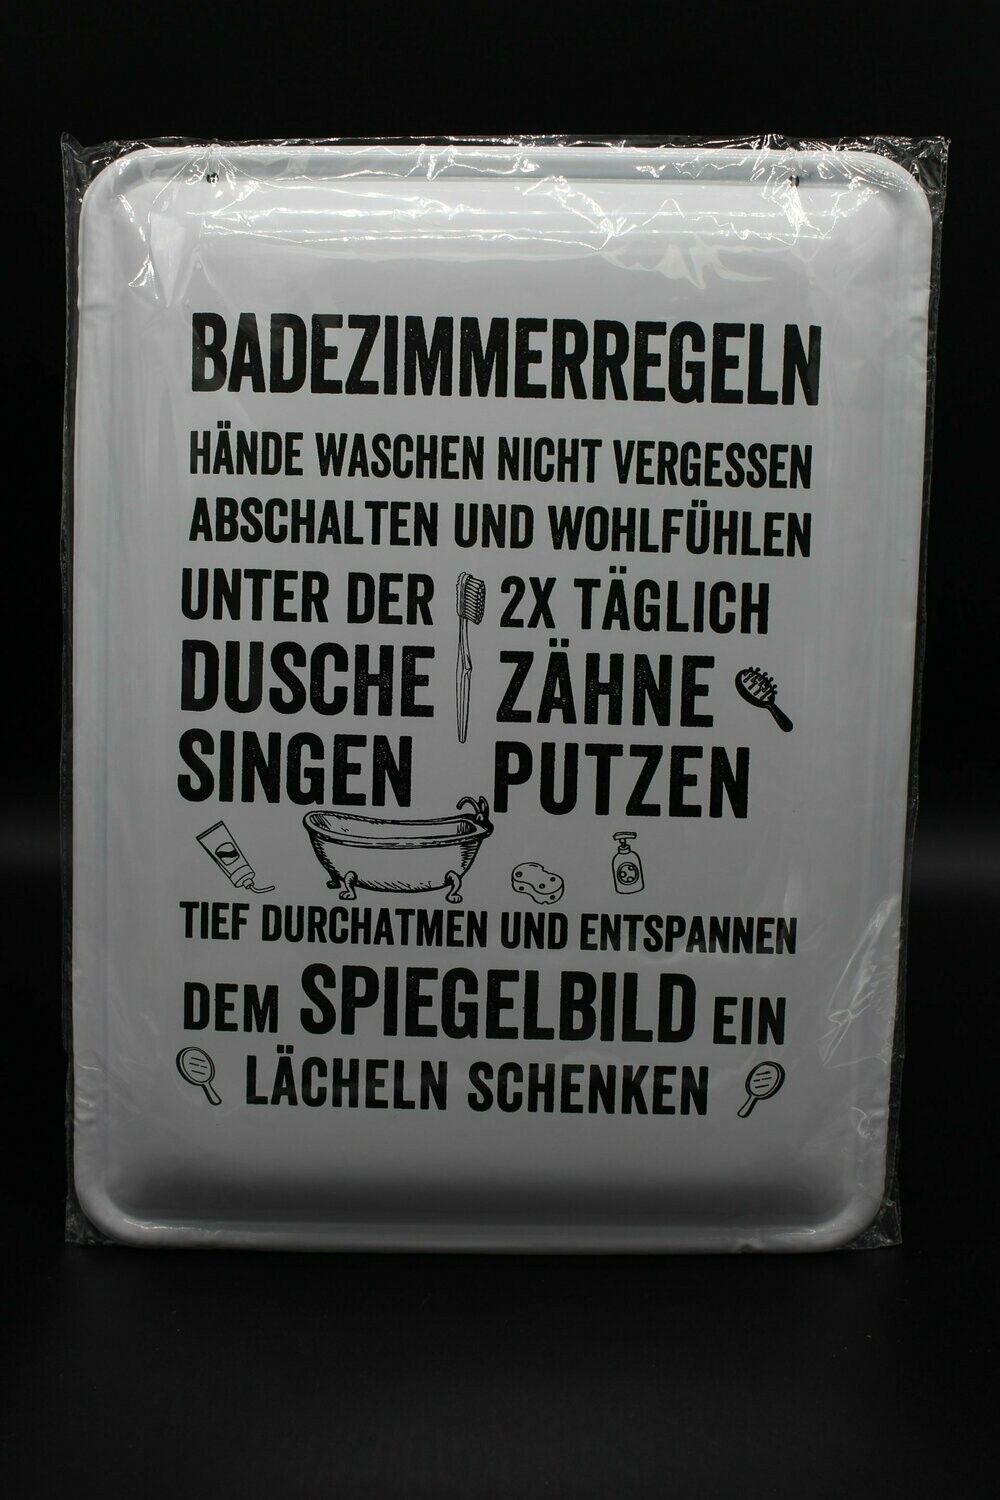 BADEZIMMERREGELN
HÄNDE WASCHEN NICHT VERGESSEN
ABSCHALTEN UND WOHLFÜHLEN
UNTER DER
DUSCHE
SINGEN
2X TÄGLICH
ZÄHNE
PUTZEN
TIEF DURCHATMEN UND ENTSPANNEN
DEM SPIEGELBILD EIN
LÄCHELN SCHENKEN